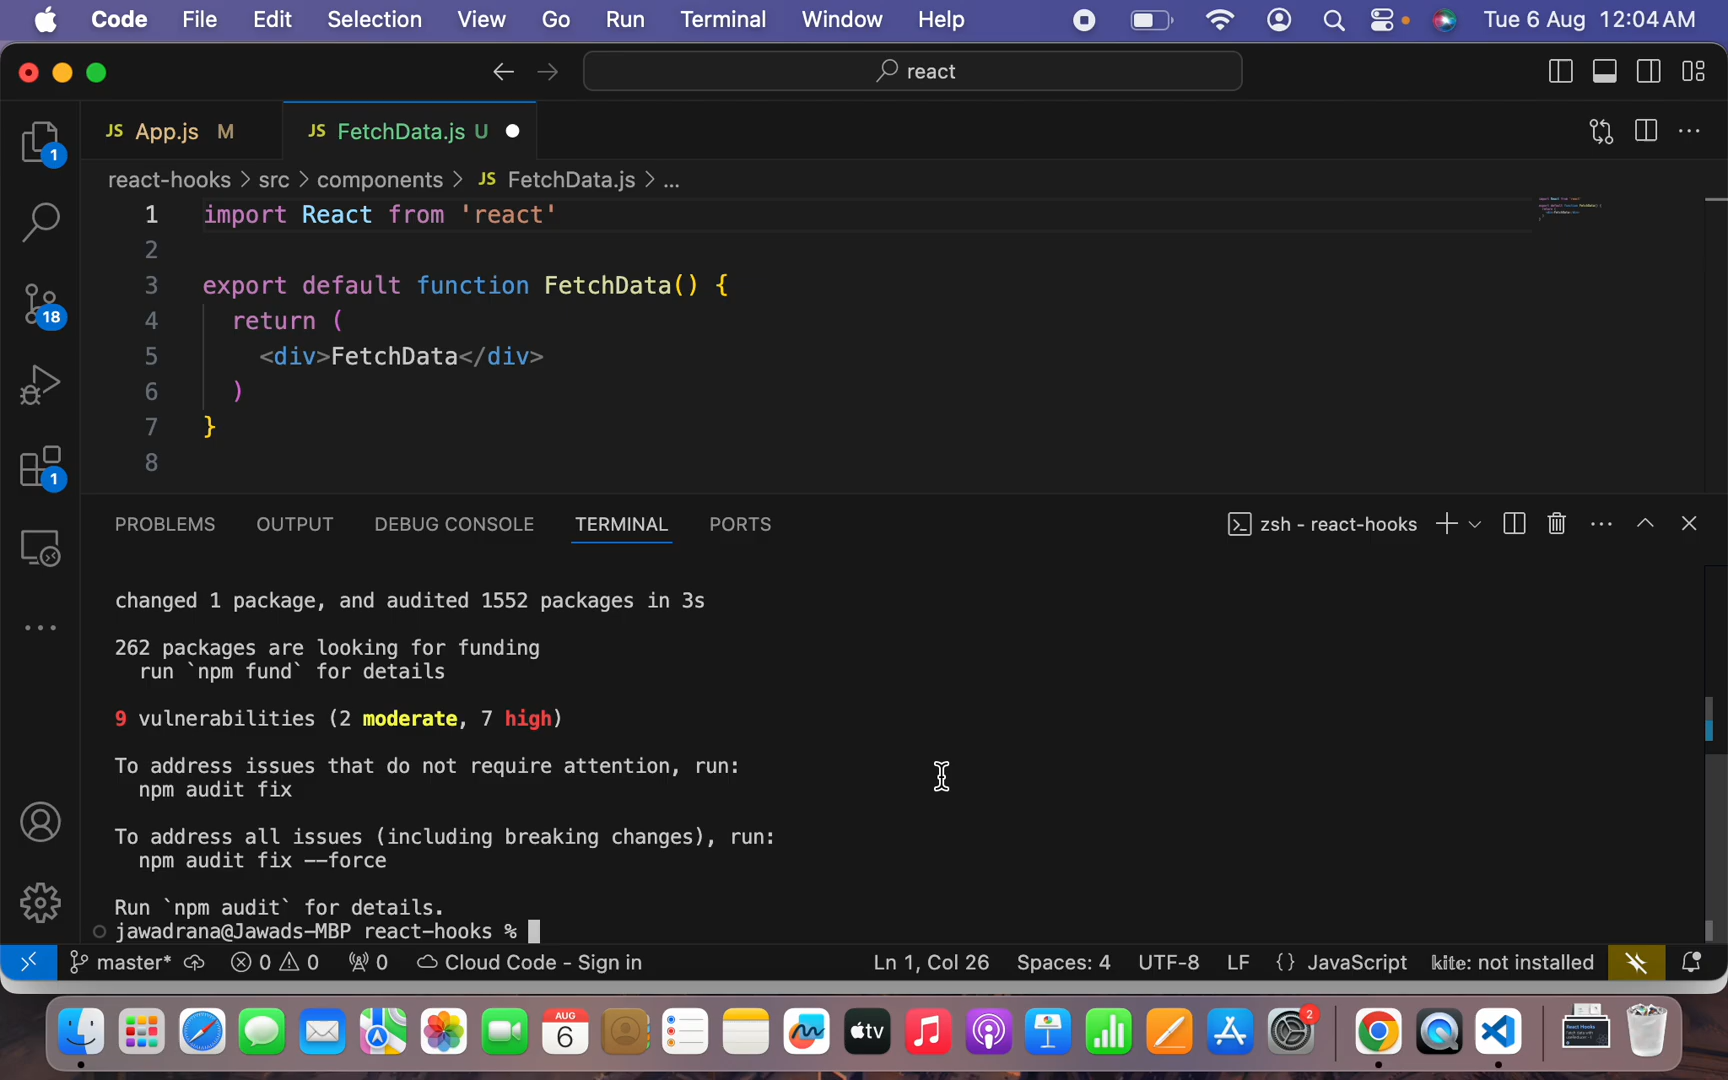 Code File Edit Selection View Go Run Terminal Window Help Tue 6 Aug 12:04 AM
react
JS App.js M JS FetchData.js U
react-hooks > src > components > JS FetchData.js > ...
1 import React from 'react'
2
3 export default function FetchData() {
4 return (
5 <div>FetchData</div>
6 )
7 }
8
1
18
1
PROBLEMS OUTPUT DEBUG CONSOLE TERMINAL PORTS zsh - react-hooks
changed 1 package, and audited 1552 packages in 3s
262 packages are looking for funding
run `npm fund` for details
9 vulnerabilities (2 moderate, 7 high)
To address issues that do not require attention, run:
npm audit fix
To address all issues (including breaking changes), run:
npm audit fix --force
Run `npm audit` for details.
jawadrana@Jawads-MBP react-hooks %
master* 0 0 0 Cloud Code - Sign in Ln 1, Col 26 Spaces: 4 UTF-8 LF {} JavaScript kite: not installed
AUG
6
tv
2